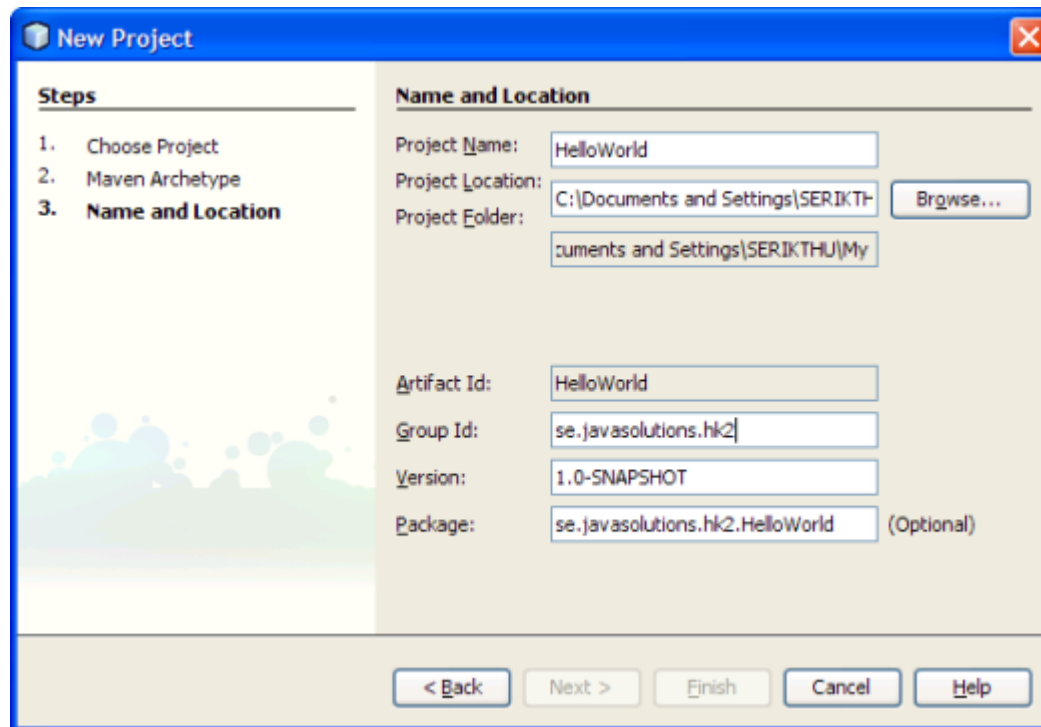 New Project
Steps
1. Choose Project
2. Maven Archetype
3. Name and Location
Name and Location
Project Name: HelloWorld
Project Location: C:\Documents and Settings\SERIKTH Browse...
Project Folder: cuments and Settings\SERIKTHU\My
Artifact Id: HelloWorld
Group Id: se.javasolutions.hk2
Version: 1.0-SNAPSHOT
Package: se.javasolutions.hk2.HelloWorld (Optional)
< Back Next > Finish Cancel Help